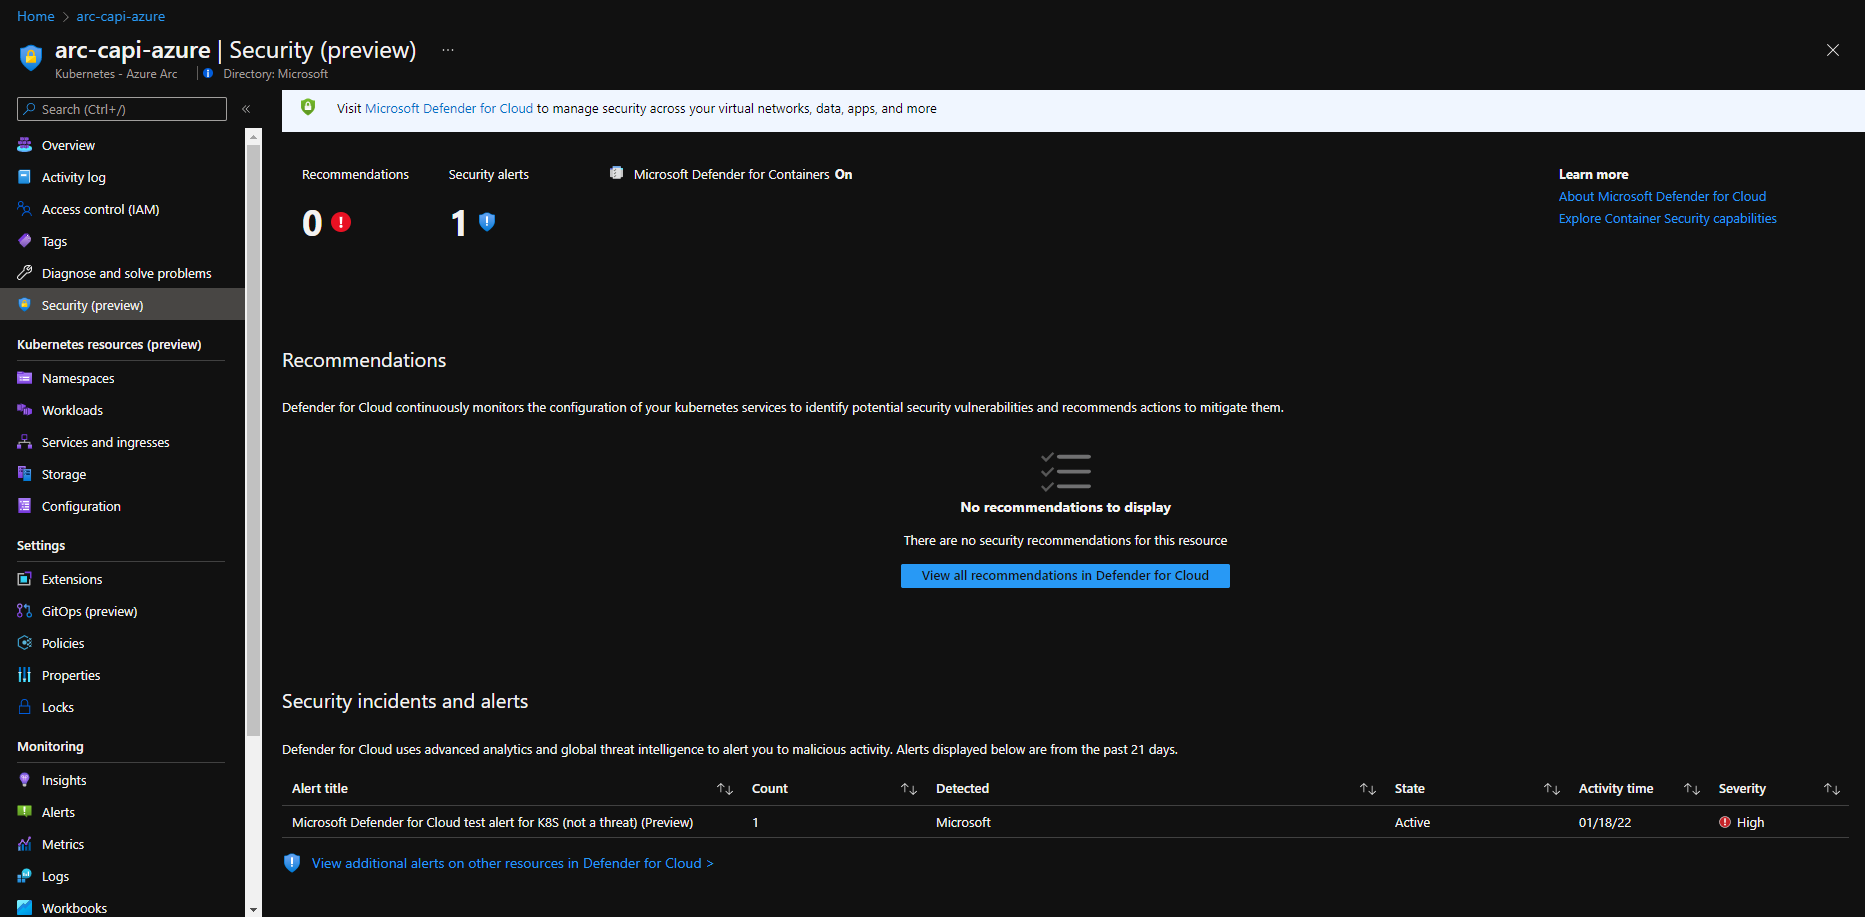 Home > arc-capi-azure
arc-capi-azure | Security (preview) ...
Kubernetes - Azure Arc | Directory: Microsoft
Search (Ctrl+/) «
Overview
Activity log
Access control (IAM)
Tags
Diagnose and solve problems
Security (preview)
Kubernetes resources (preview)
Namespaces
Workloads
Services and ingresses
Storage
Configuration
Settings
Extensions
GitOps (preview)
Policies
Properties
Locks
Monitoring
Insights
Alerts
Metrics
Logs
Workbooks
Visit Microsoft Defender for Cloud to manage security across your virtual networks, data, apps, and more
Recommendations
0
Security alerts
1
Microsoft Defender for Containers On
Learn more
About Microsoft Defender for Cloud
Explore Container Security capabilities
Recommendations
Defender for Cloud continuously monitors the configuration of your kubernetes services to identify potential security vulnerabilities and recommends actions to mitigate them.
No recommendations to display
There are no security recommendations for this resource
View all recommendations in Defender for Cloud
Security incidents and alerts
Defender for Cloud uses advanced analytics and global threat intelligence to alert you to malicious activity. Alerts displayed below are from the past 21 days.
Alert title ↑↓ Count ↑↓ Detected ↑↓ State ↑↓ Activity time ↑↓ Severity ↑↓
Microsoft Defender for Cloud test alert for K8S (not a threat) (Preview) 1 Microsoft Active 01/18/22 High
View additional alerts on other resources in Defender for Cloud >